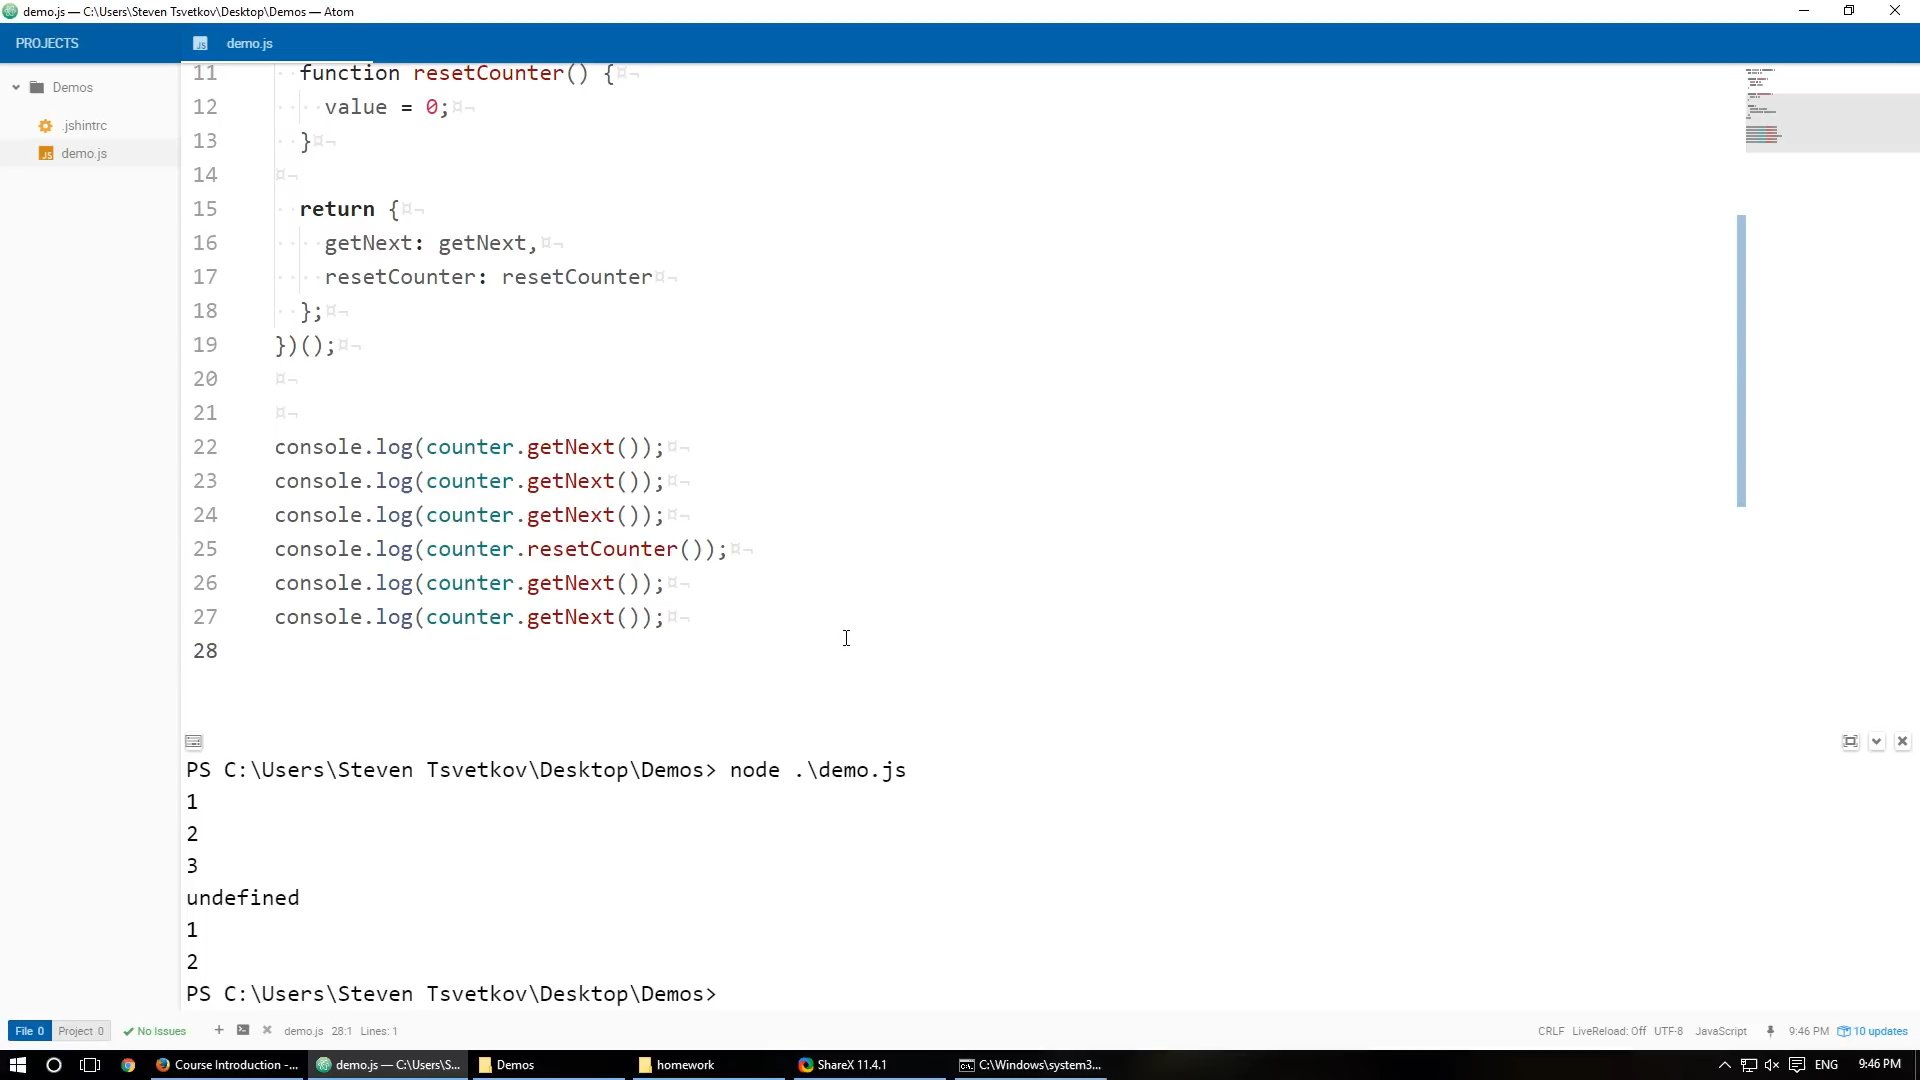 demo.js — C:\Users\Steven Tsvetkov\Desktop\Demos — Atom
PROJECTS
demo.js
Demos
.jshintrc
demo.js
11 function resetCounter() {
12 value = 0;
13 }
14
15 return {
16 getNext: getNext,
17 resetCounter: resetCounter
18 };
19 })();
20
21
22 console.log(counter.getNext());
23 console.log(counter.getNext());
24 console.log(counter.getNext());
25 console.log(counter.resetCounter());
26 console.log(counter.getNext());
27 console.log(counter.getNext());
28
PS C:\Users\Steven Tsvetkov\Desktop\Demos> node .\demo.js
1
2
3
undefined
1
2
PS C:\Users\Steven Tsvetkov\Desktop\Demos>
File 0 Project 0 No Issues demo.js 28:1 Lines: 1 CRLF LiveReload: Off UTF-8 JavaScript 9:46 PM 10 updates
Course Introduction -... demo.js — C:\Users\S... Demos homework ShareX 11.4.1 C:\Windows\system3... ENG 9:46 PM